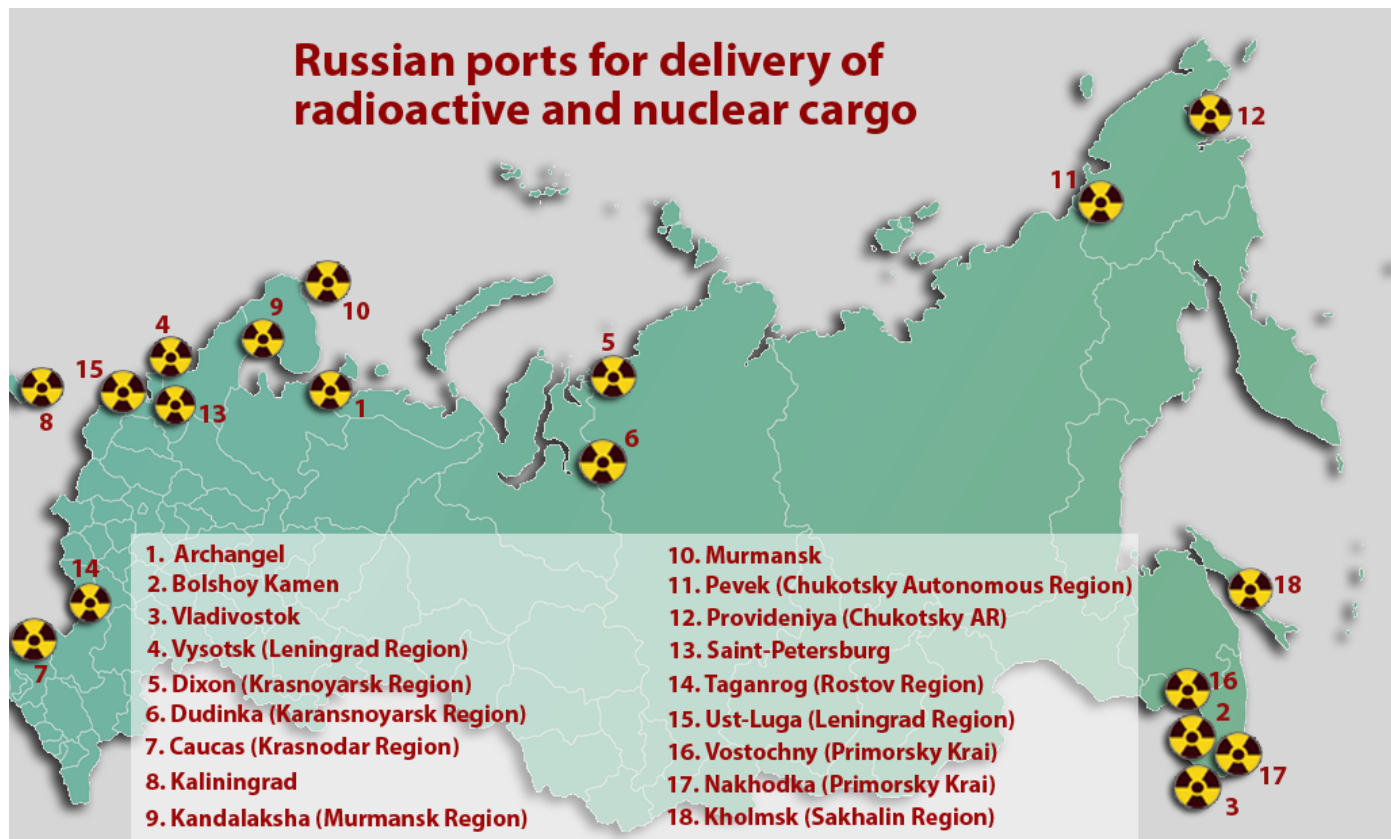 Russian ports for delivery of
radioactive and nuclear cargo
12
11
10
9
4
5
15
8
13
1
6
14
7
18
16
2
17
3
1. Archangel
2. Bolshoy Kamen
3. Vladivostok
4. Vysotsk (Leningrad Region)
5. Dixon (Krasnoyarsk Region)
6. Dudinka (Karansnoyarsk Region)
7. Caucas (Krasnodar Region)
8. Kaliningrad
9. Kandalaksha (Murmansk Region)
10. Murmansk
11. Pevek (Chukotsky Autonomous Region)
12. Provideniya (Chukotsky AR)
13. Saint-Petersburg
14. Taganrog (Rostov Region)
15. Ust-Luga (Leningrad Region)
16. Vostochny (Primorsky Krai)
17. Nakhodka (Primorsky Krai)
18. Kholmsk (Sakhalin Region)